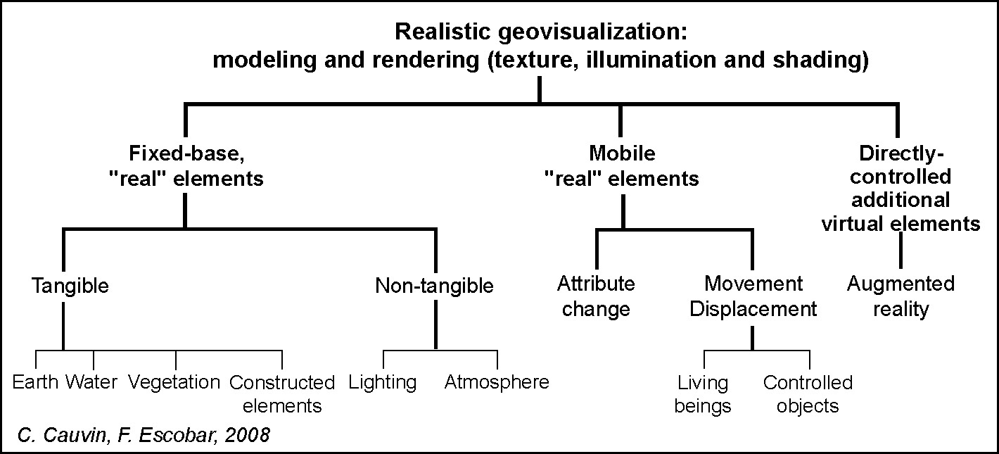 Realistic geovisualization:
modeling and rendering (texture, illumination and shading)
Fixed-base,
"real" elements
Mobile
"real" elements
Directly-
controlled
additional
virtual elements
Tangible
Non-tangible
Attribute
change
Movement
Displacement
Augmented
reality
Earth
Water
Vegetation
Constructed
elements
Lighting
Atmosphere
Living
beings
Controlled
objects
C. Cauvin, F. Escobar, 2008